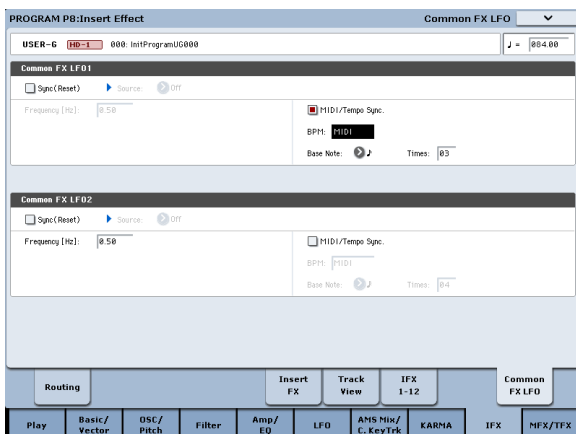 PROGRAM P8:Insert Effect Common FX LFO
USER-G HD-1 000: InitProgramUG000 ♩= 084.00
Common FX LFO1
Sync(Reset) Source: Off
Frequency [Hz]: 0.50 MIDI/Tempo Sync.
BPM: MIDI
Base Note: ♪ Times: 03
Common FX LFO2
Sync(Reset) Source: Off
Frequency [Hz]: 0.50 MIDI/Tempo Sync.
BPM: MIDI
Base Note: ♪ Times: 04
Routing Insert FX Track View IFX 1-12 Common FX LFO
Play Basic/Vector OSC/Pitch Filter Amp/EQ LFO AMS Mix/C.KeyTrk KARMA IFX MFX/TFX